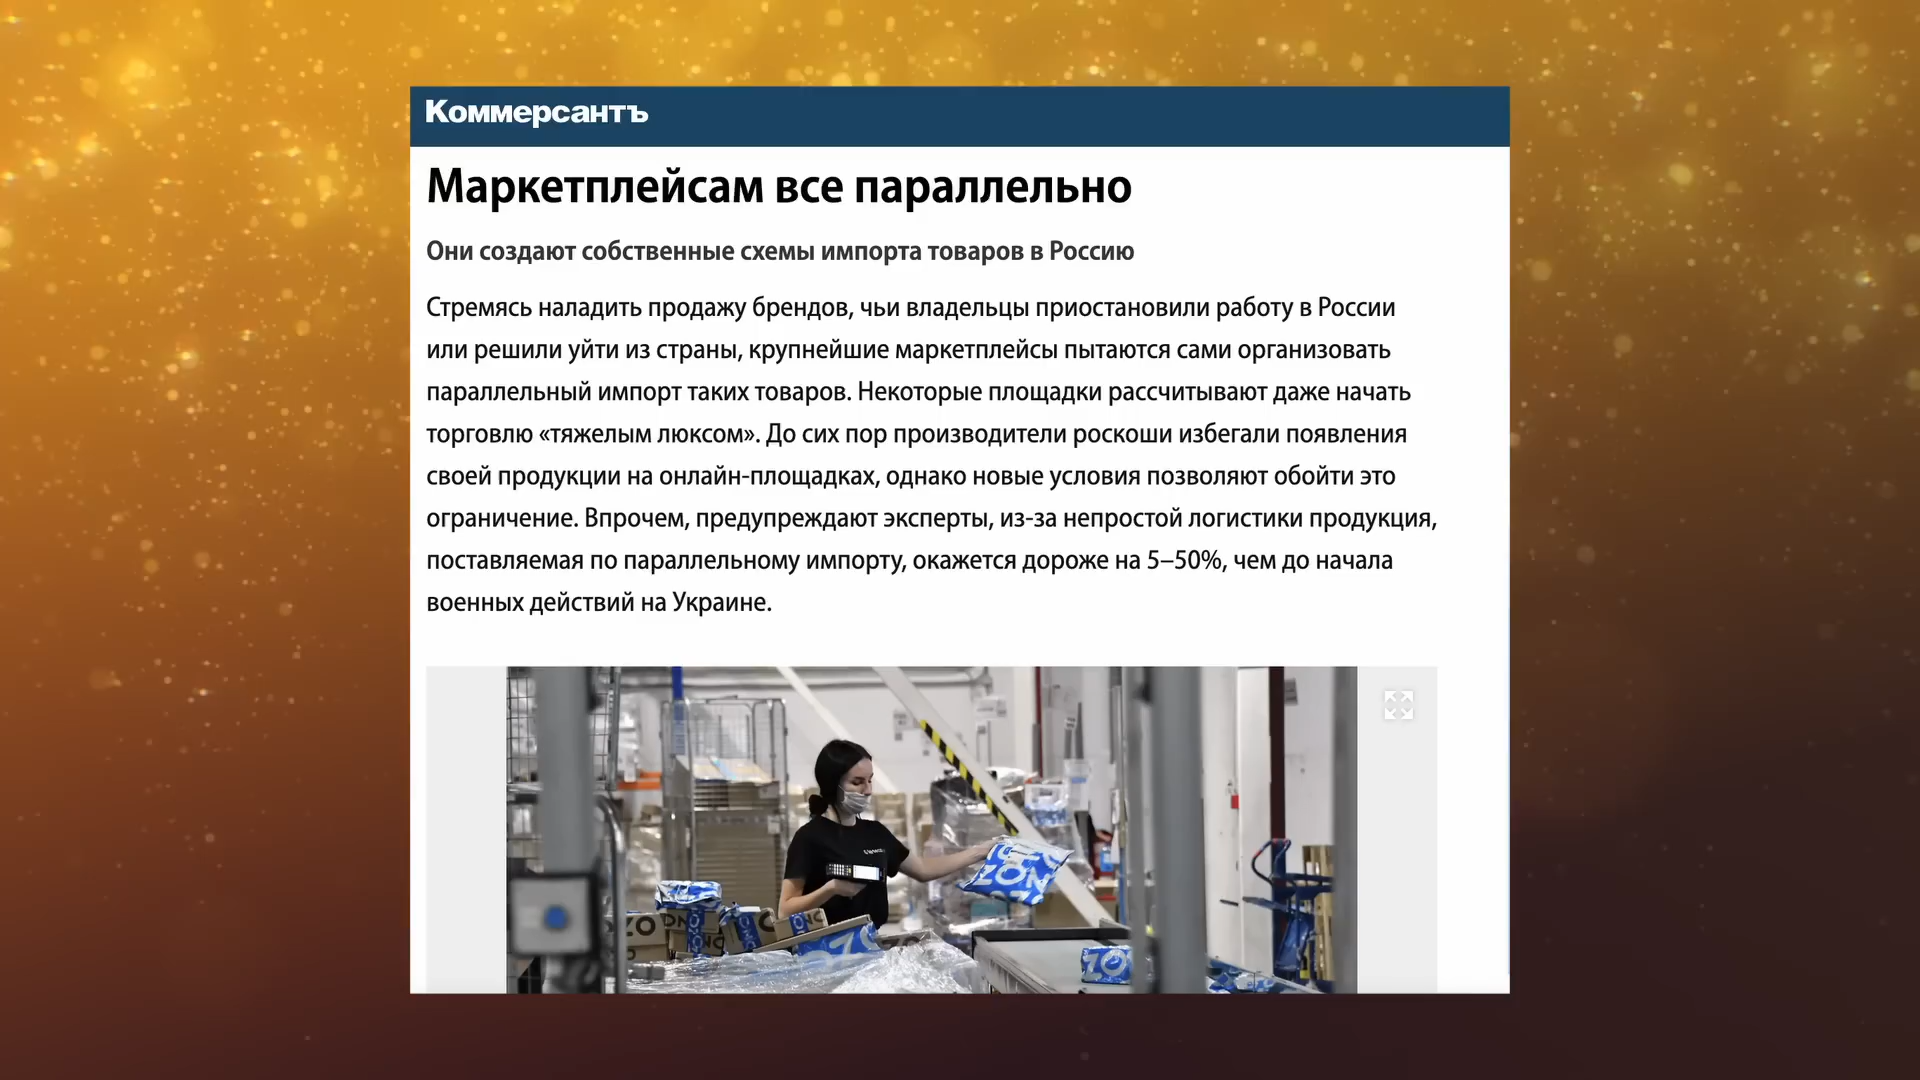 Коммерсантъ
Маркетплейсам все параллельно
Они создают собственные схемы импорта товаров в Россию
Стремясь наладить продажу брендов, чьи владельцы приостановили работу в России
или решили уйти из страны, крупнейшие маркетплейсы пытаются сами организовать
параллельный импорт таких товаров. Некоторые площадки рассчитывают даже начать
торговлю «тяжелым люксом». До сих пор производители роскоши избегали появления
своей продукции на онлайн-площадках, однако новые условия позволяют обойти это
ограничение. Впрочем, предупреждают эксперты, из-за непростой логистики продукция,
поставляемая по параллельному импорту, окажется дороже на 5–50%, чем до начала
военных действий на Украине.